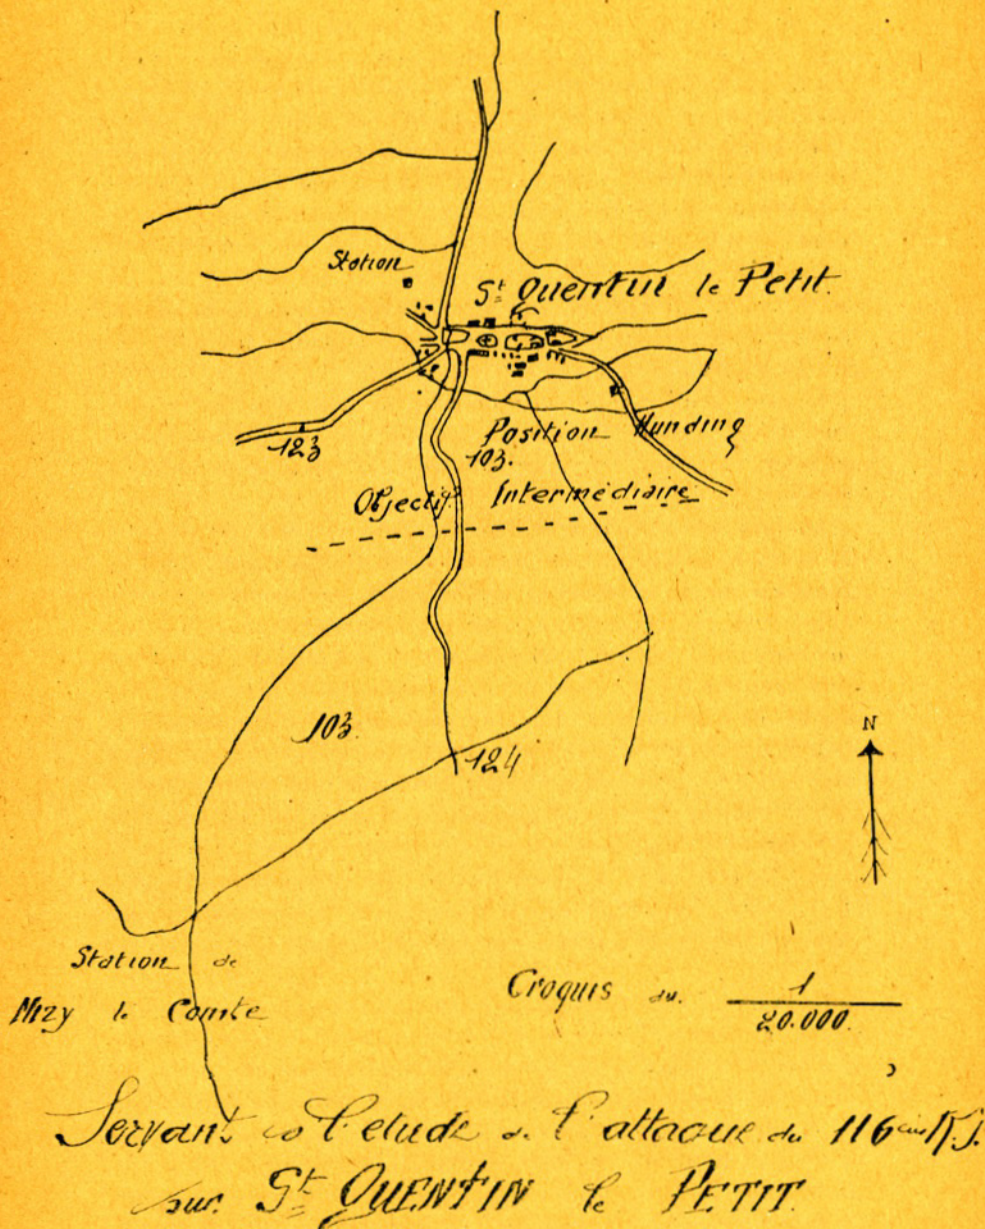 Station
St Quentin le Petit.
123
Position Hunding
103.
Objectif Intermédiaire
103.
124
N
Station de
Nizy le Comte
Croquis au 1
20.000.
Servant à l'etude de l'attaque du 116ème R.I.
sur St QUENTIN le PETIT.